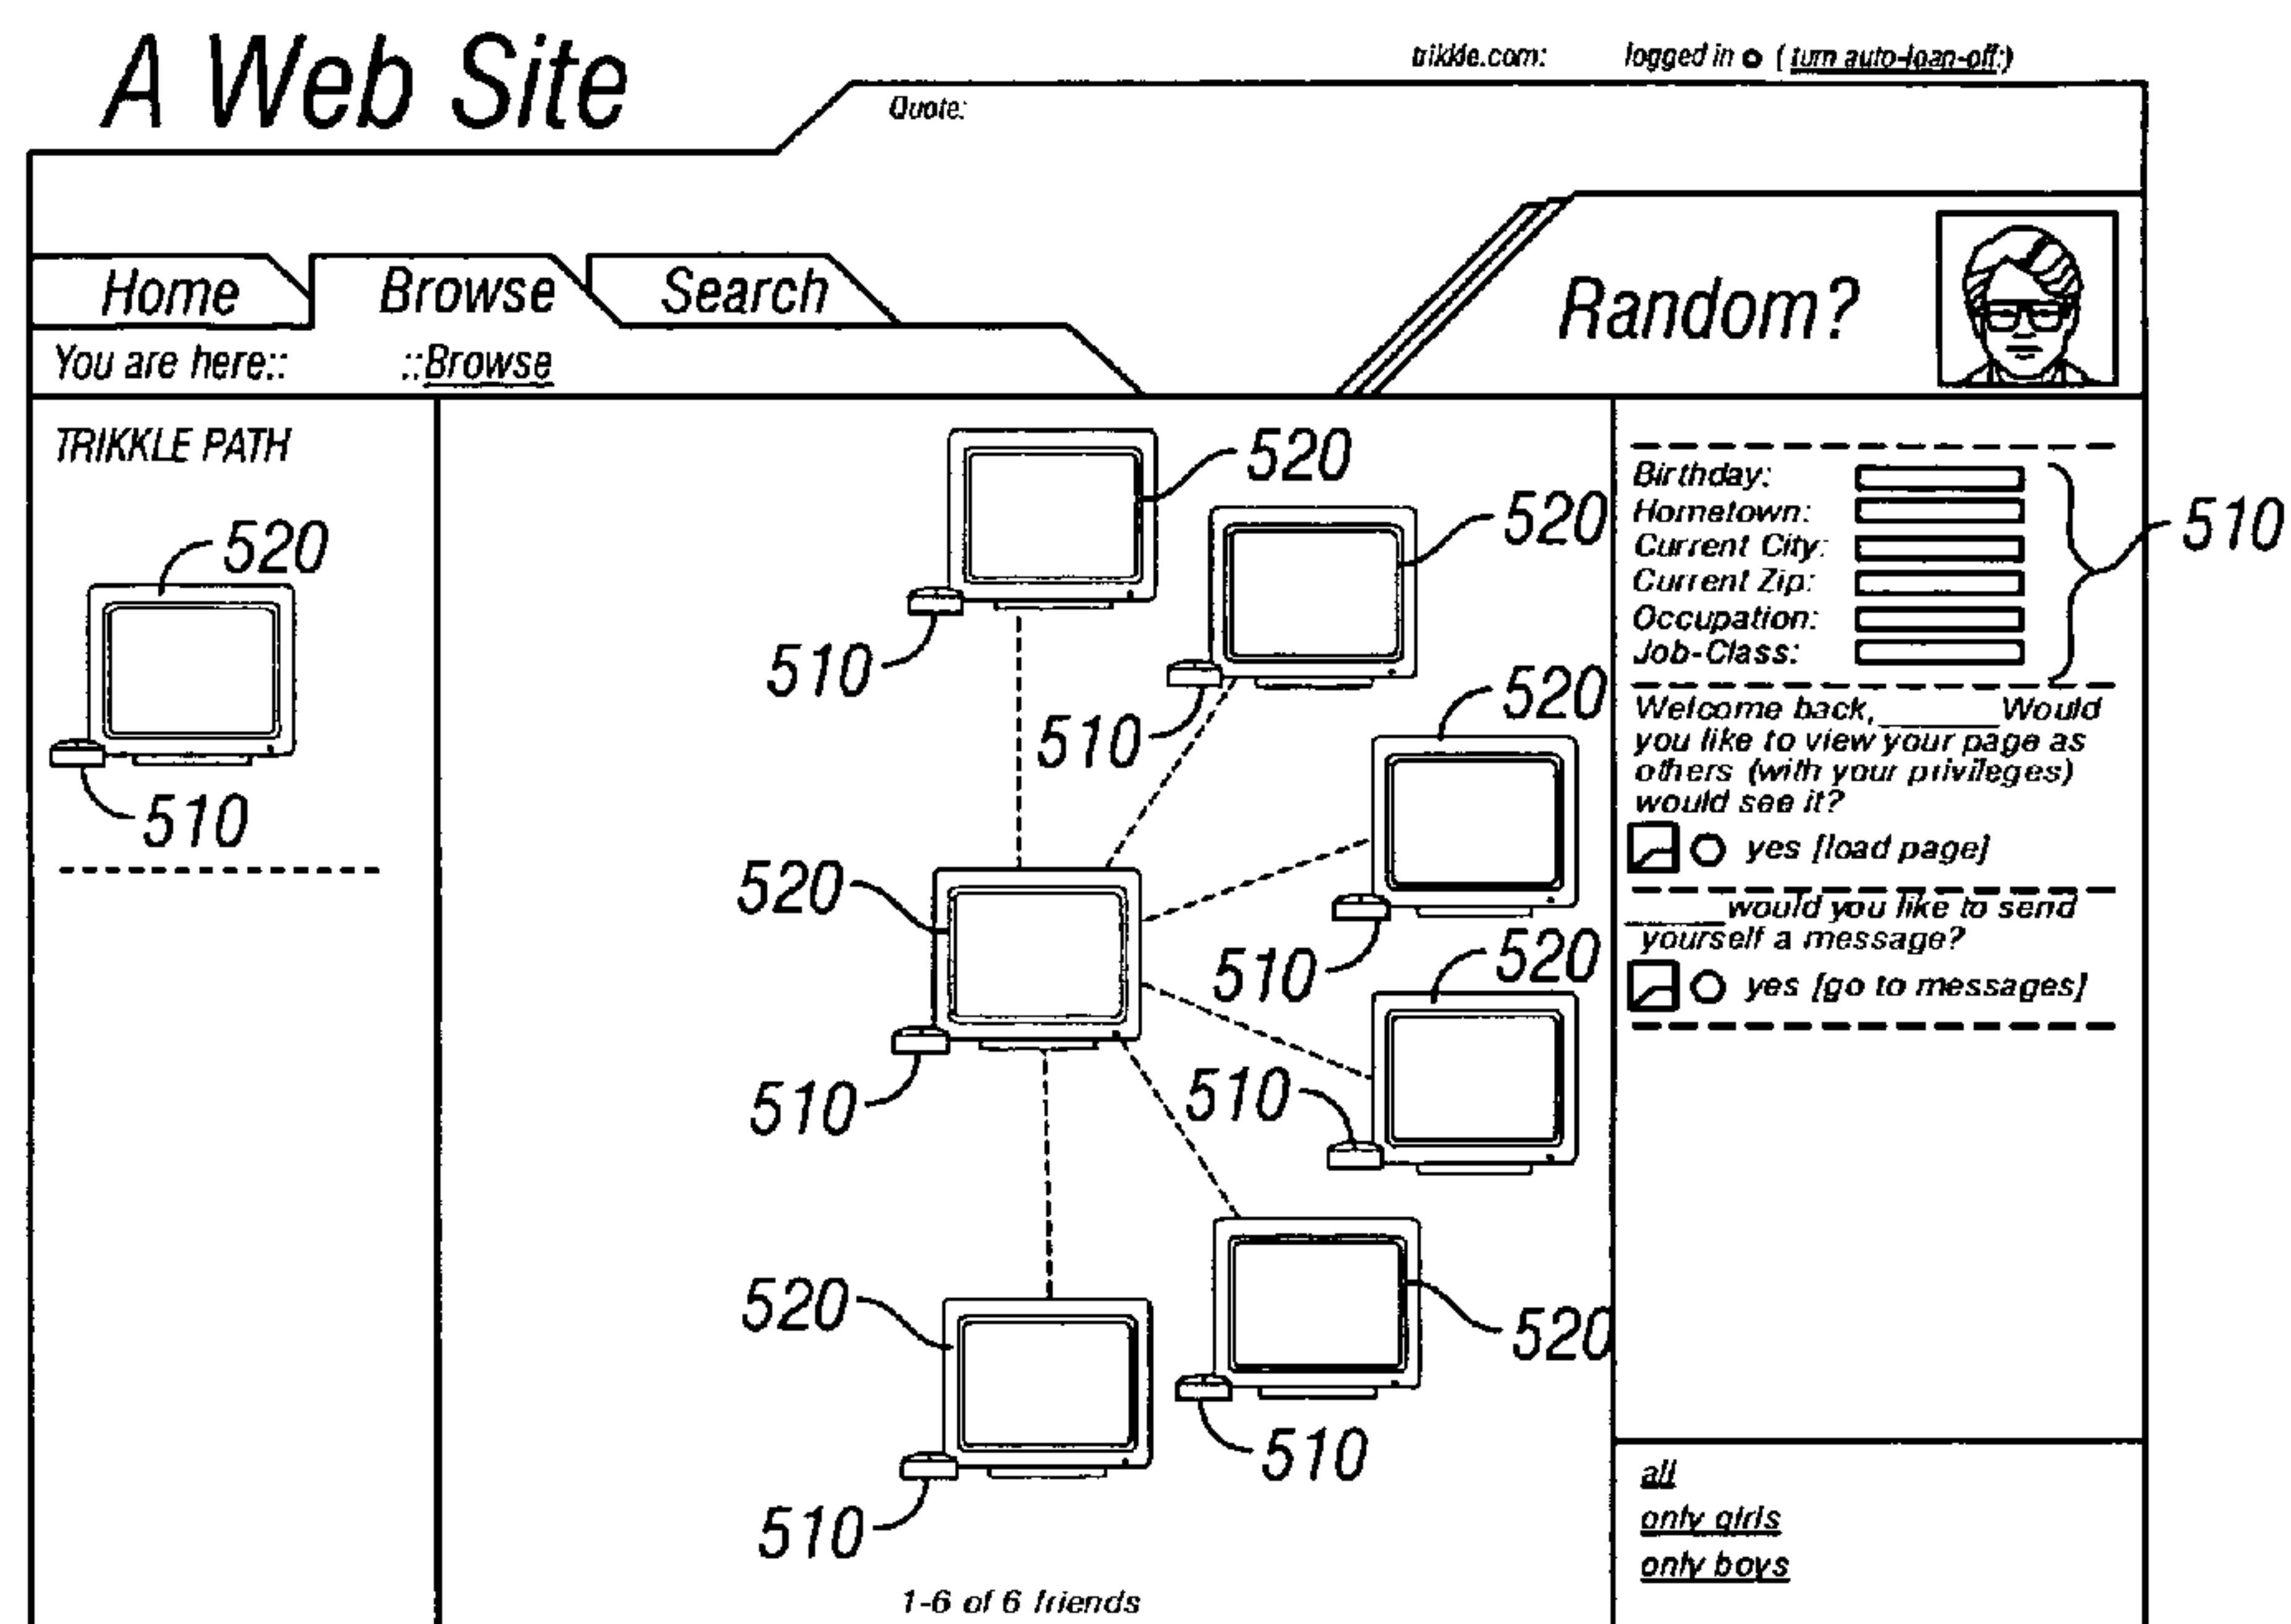 A Web Site
trikkle.com: logged in ( turn auto-loan-off:)
Quote:
Home Browse Search
Random?
You are here:: ::Browse
TRIKKLE PATH
520
510
520
510
520
510
520
510
520
510
520
510
520
510
520
510
1-6 of 6 friends
Birthday:
Hometown:
Current City:
Current Zip:
Occupation:
Job-Class:
510
Welcome back,______Would
you like to view your page as
others (with your privileges)
would see it?
yes [load page]
_____would you like to send
yourself a message?
yes [go to messages]
all
only girls
only boys